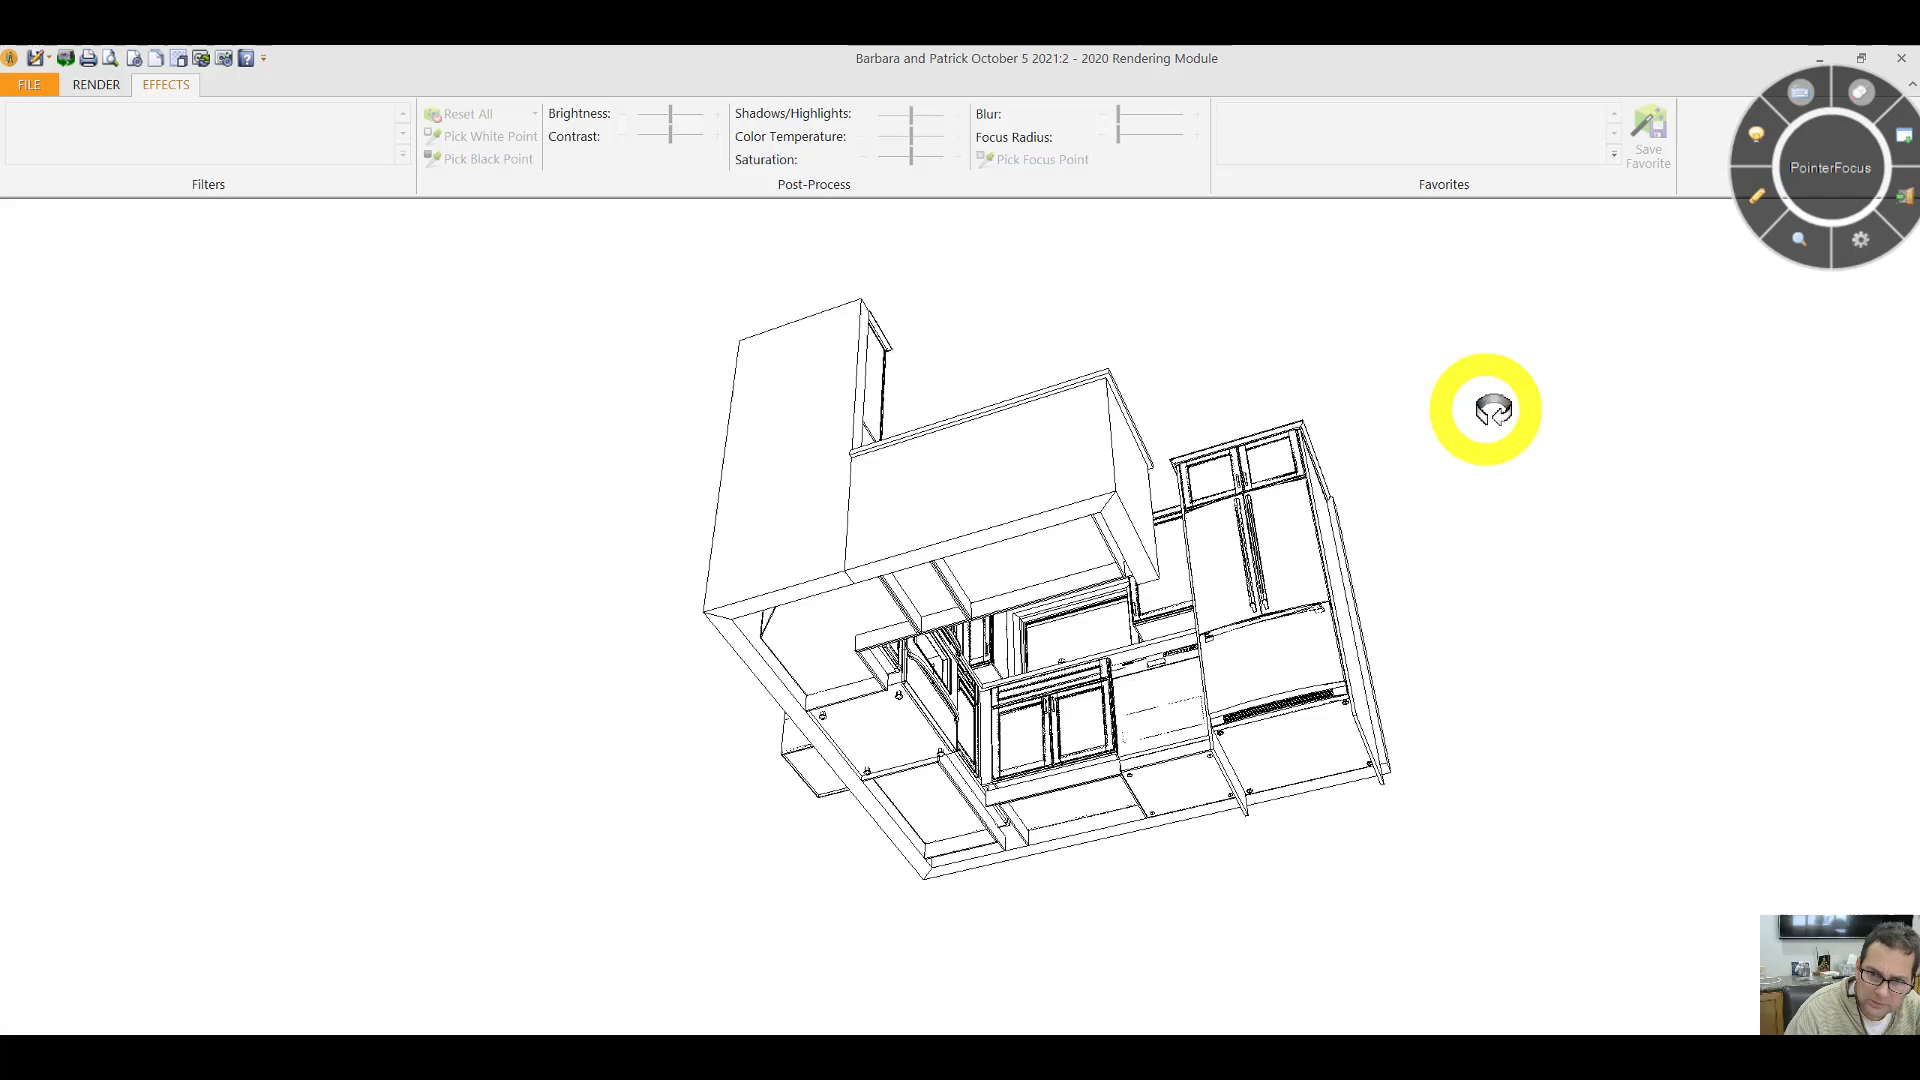 Barbara and Patrick October 5 2021:2 - 2020 Rendering Module
FILE
RENDER
EFFECTS
Reset All
Pick White Point
Pick Black Point
Brightness:
Contrast:
Shadows/Highlights:
Color Temperature:
Saturation:
Blur:
Focus Radius:
Pick Focus Point
Save
Favorite
Filters
Post-Process
Favorites
PointerFocus